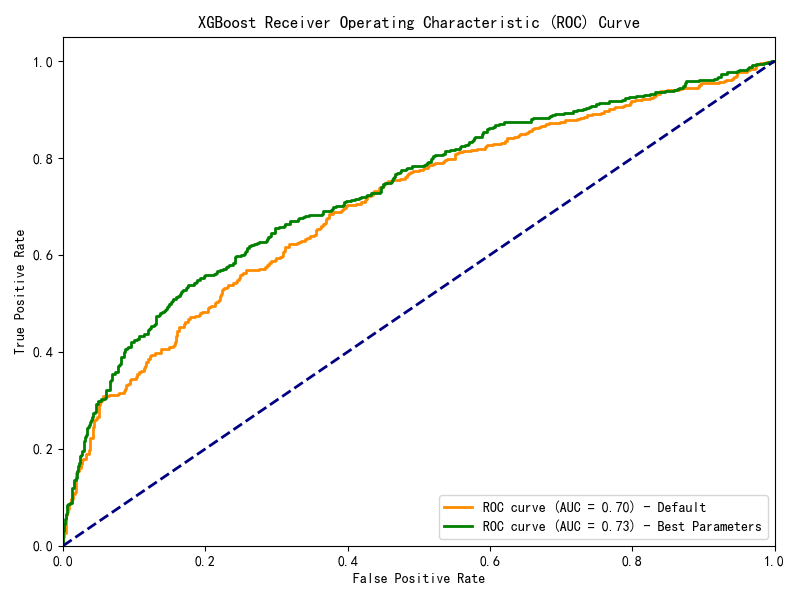 XGBoost Receiver Operating Characteristic (ROC) Curve
True Positive Rate
1.0
0.8
0.6
0.4
0.2
0.0
0.0 0.2 0.4 0.6 0.8 1.0
False Positive Rate
ROC curve (AUC = 0.70) - Default
ROC curve (AUC = 0.73) - Best Parameters